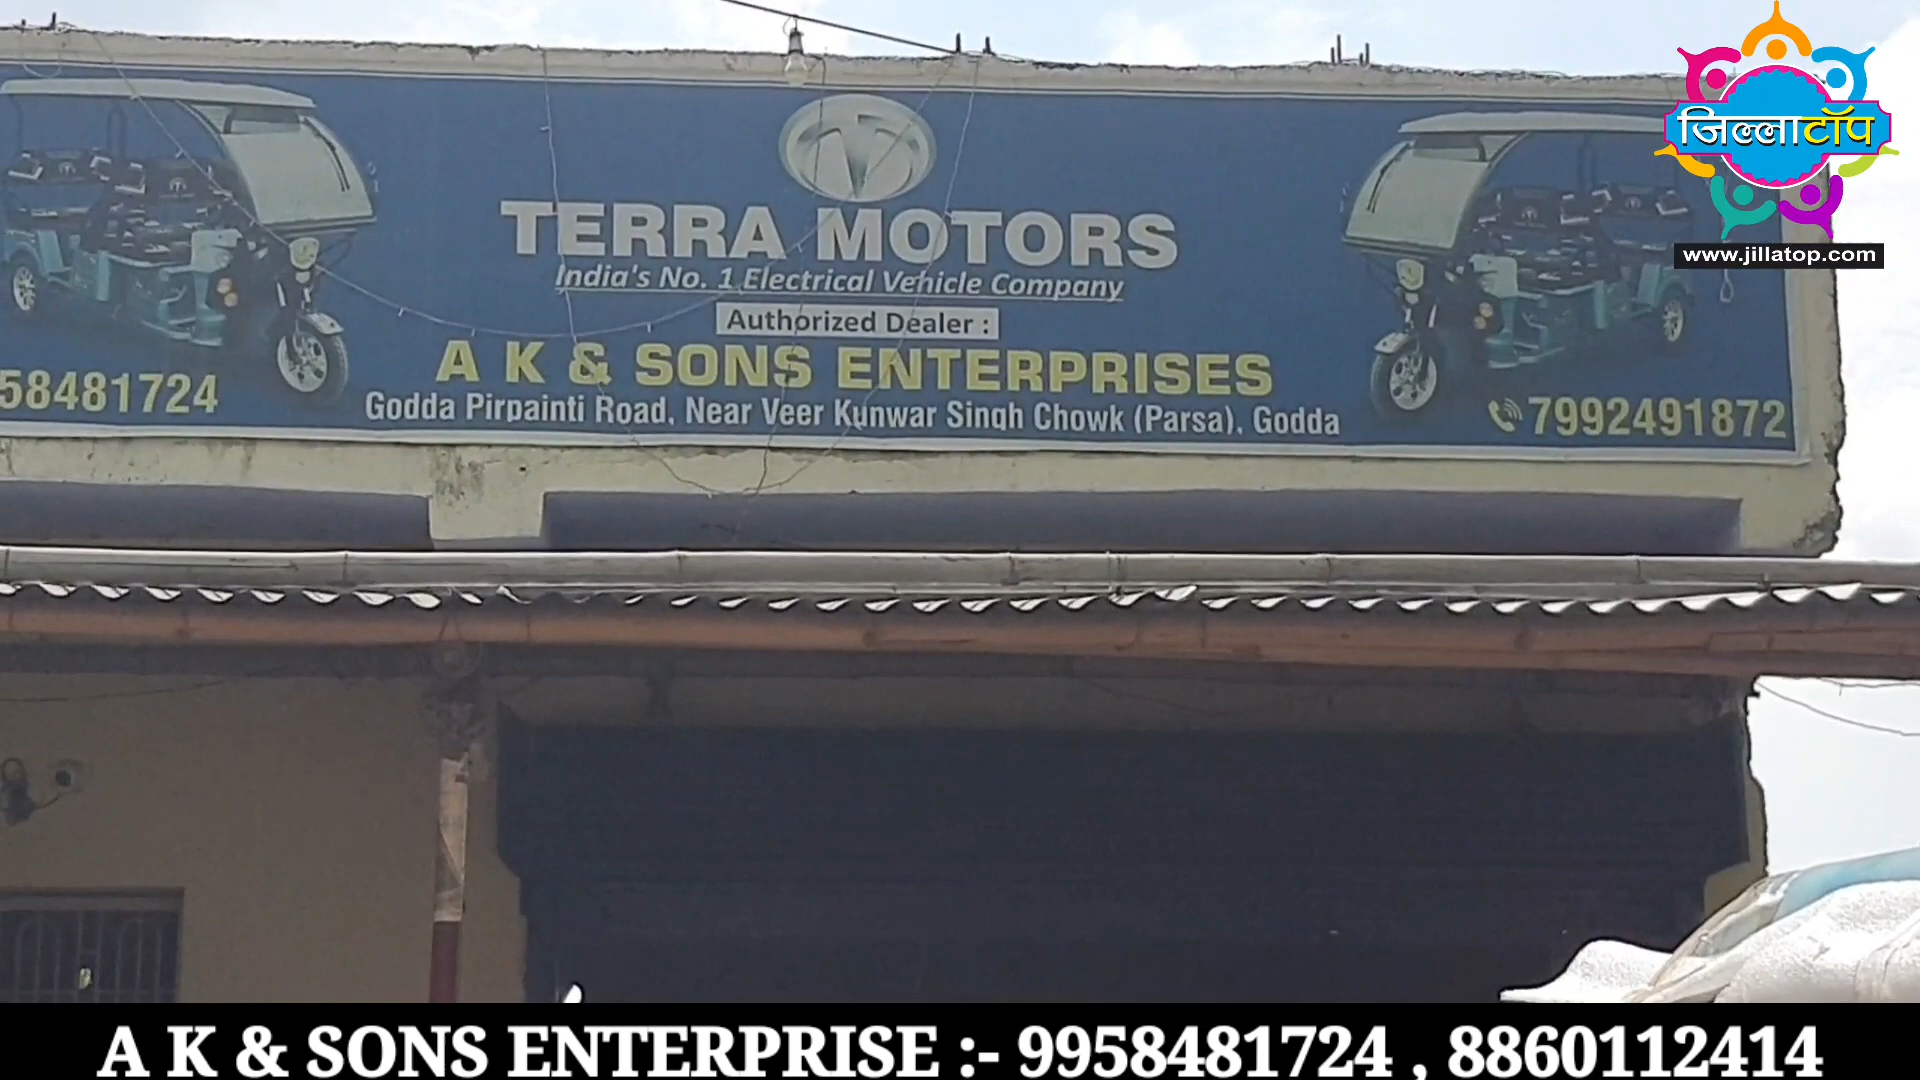 जिल्लाटॉप
www.jillatop.com
TERRA MOTORS
India's No. 1 Electrical Vehicle Company
Authorized Dealer :
A K & SONS ENTERPRISES
Godda Pirpainti Road, Near Veer Kunwar Singh Chowk (Parsa), Godda
58481724
7992491872
A K & SONS ENTERPRISE :- 9958481724 , 8860112414